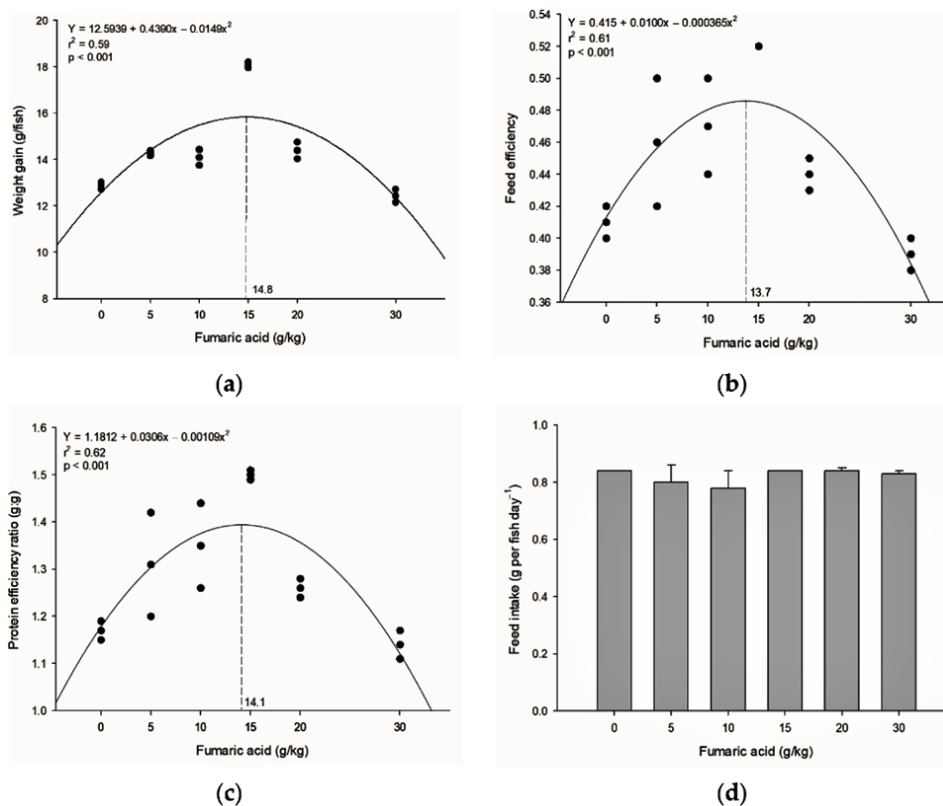 Y = 12.5939 + 0.4390x − 0.0149x²
r² = 0.59
p < 0.001
20
18
16
14
12
10
8
Weight gain (g/fish)
14.8
0 5 10 15 20 30
Fumaric acid (g/kg)
(a)
Y = 0.415 + 0.0100x − 0.000365x²
r² = 0.61
p < 0.001
0.54
0.52
0.50
0.48
0.46
0.44
0.42
0.40
0.38
0.36
Feed efficiency
13.7
0 5 10 15 20 30
Fumaric acid (g/kg)
(b)
Y = 1.1812 + 0.0306x − 0.00109x²
r² = 0.62
p < 0.001
1.6
1.5
1.4
1.3
1.2
1.1
1.0
Protein efficiency ratio (g:g)
14.1
0 5 10 15 20 30
Fumaric acid (g/kg)
(c)
1.0
0.8
0.6
0.4
0.2
0.0
Feed intake (g per fish day⁻¹)
0 5 10 15 20 30
Fumaric acid (g/kg)
(d)